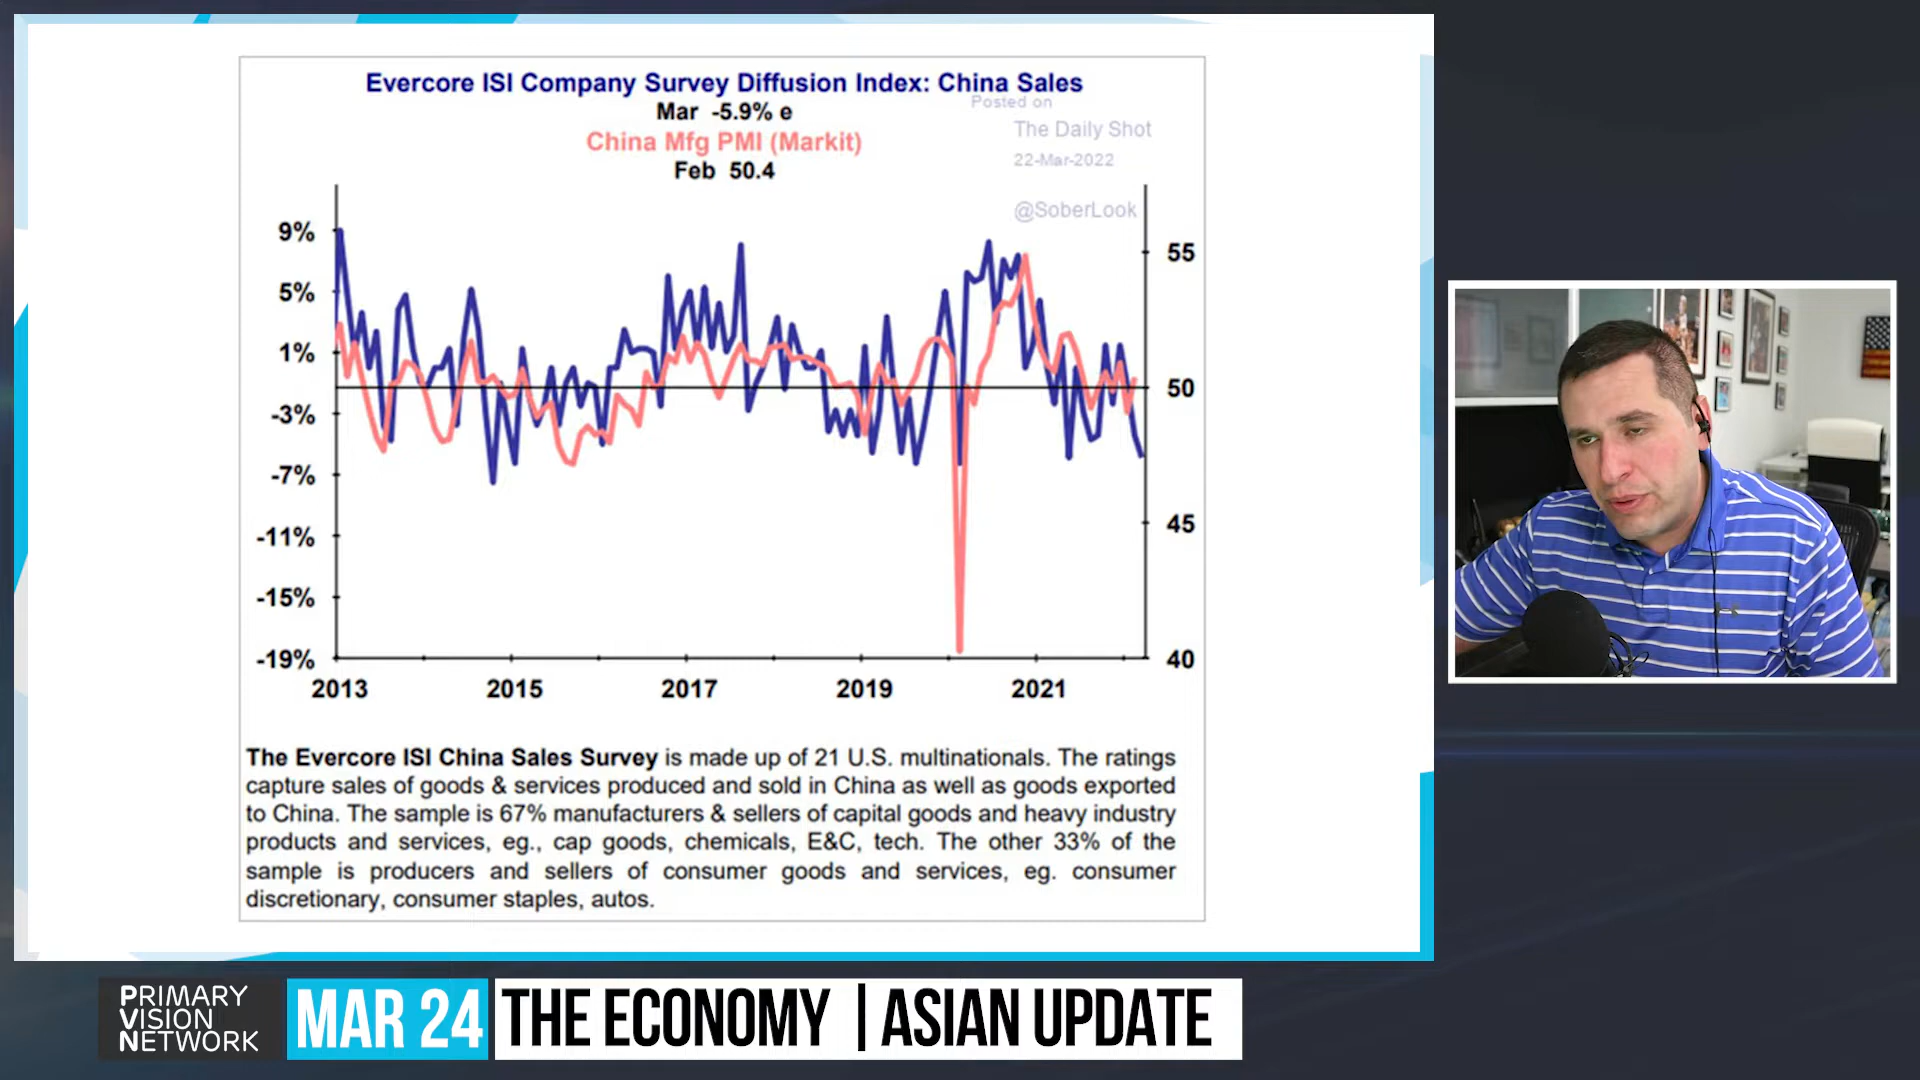 Evercore ISI Company Survey Diffusion Index: China Sales
Mar -5.9% e
China Mfg PMI (Markit)
Feb 50.4
Posted on
The Daily Shot
22-Mar-2022
@SoberLook
9%
5%
1%
-3%
-7%
-11%
-15%
-19%
55
50
45
40
2013 2015 2017 2019 2021
The Evercore ISI China Sales Survey is made up of 21 U.S. multinationals. The ratings
capture sales of goods & services produced and sold in China as well as goods exported
to China. The sample is 67% manufacturers & sellers of capital goods and heavy industry
products and services, eg., cap goods, chemicals, E&C, tech. The other 33% of the
sample is producers and sellers of consumer goods and services, eg. consumer
discretionary, consumer staples, autos.
PRIMARY
VISION
NETWORK
MAR 24
THE ECONOMY | ASIAN UPDATE